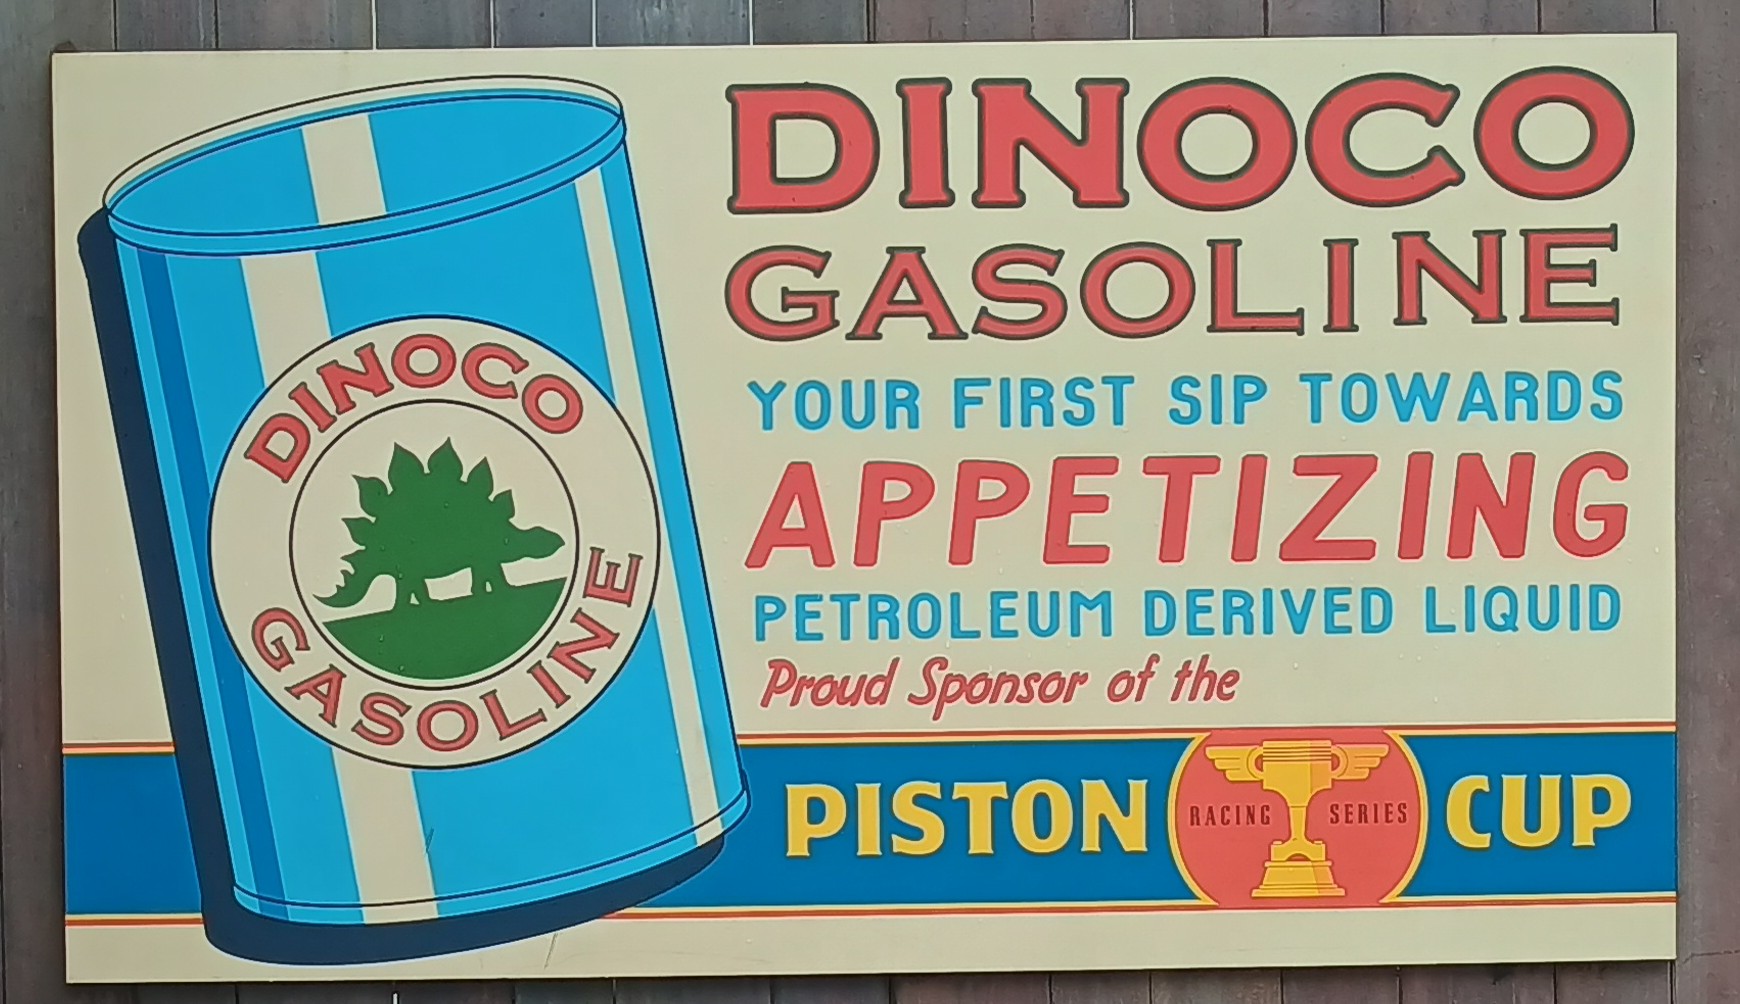 DINOCO
GASOLINE
DINOCO
GASOLINE
YOUR FIRST SIP TOWARDS
APPETIZING
PETROLEUM DERIVED LIQUID
Proud Sponsor of the
PISTON RACING SERIES CUP